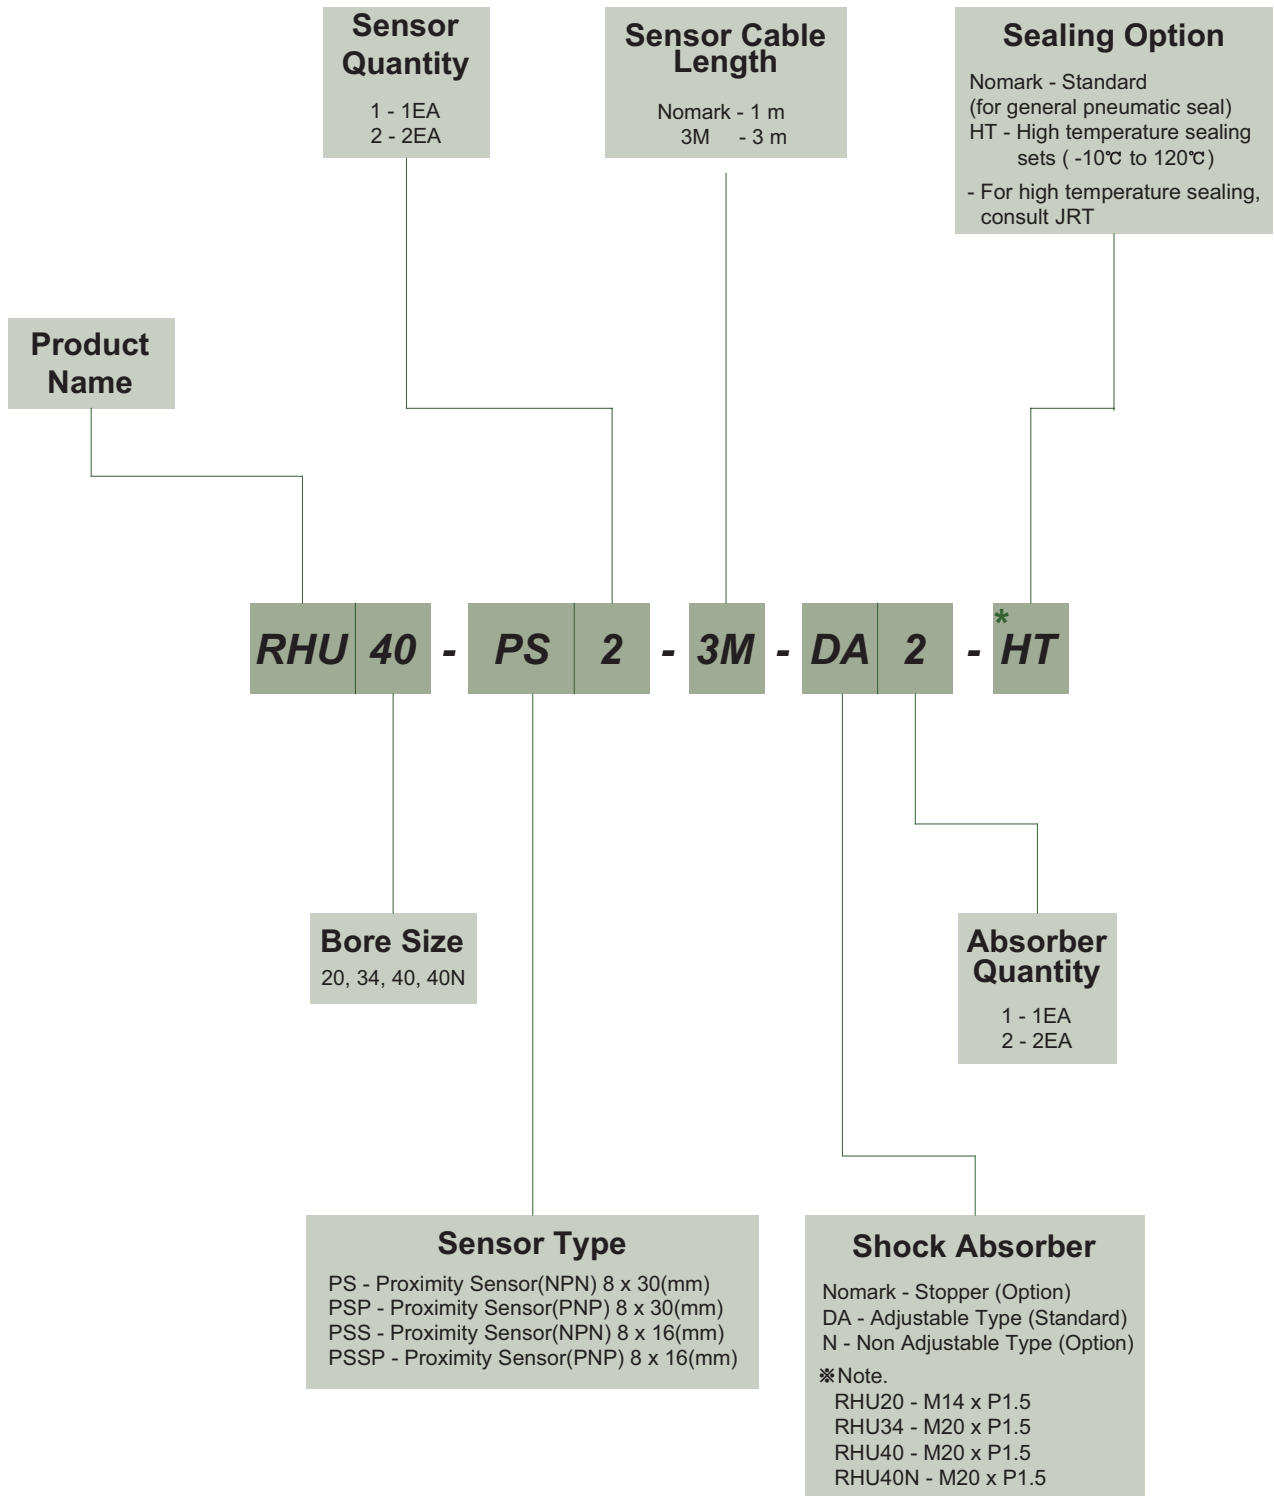 Sensor
Quantity
1 - 1EA
2 - 2EA
Sensor Cable
Length
Nomark - 1 m
3M - 3 m
Sealing Option
Nomark - Standard
(for general pneumatic seal)
HT - High temperature sealing
sets ( -10℃ to 120℃)
- For high temperature sealing,
consult JRT
Product
Name
RHU 40 - PS 2 - 3M - DA 2 - *HT
Bore Size
20, 34, 40, 40N
Absorber
Quantity
1 - 1EA
2 - 2EA
Sensor Type
PS - Proximity Sensor(NPN) 8 x 30(mm)
PSP - Proximity Sensor(PNP) 8 x 30(mm)
PSS - Proximity Sensor(NPN) 8 x 16(mm)
PSSP - Proximity Sensor(PNP) 8 x 16(mm)
Shock Absorber
Nomark - Stopper (Option)
DA - Adjustable Type (Standard)
N - Non Adjustable Type (Option)
※Note.
RHU20 - M14 x P1.5
RHU34 - M20 x P1.5
RHU40 - M20 x P1.5
RHU40N - M20 x P1.5